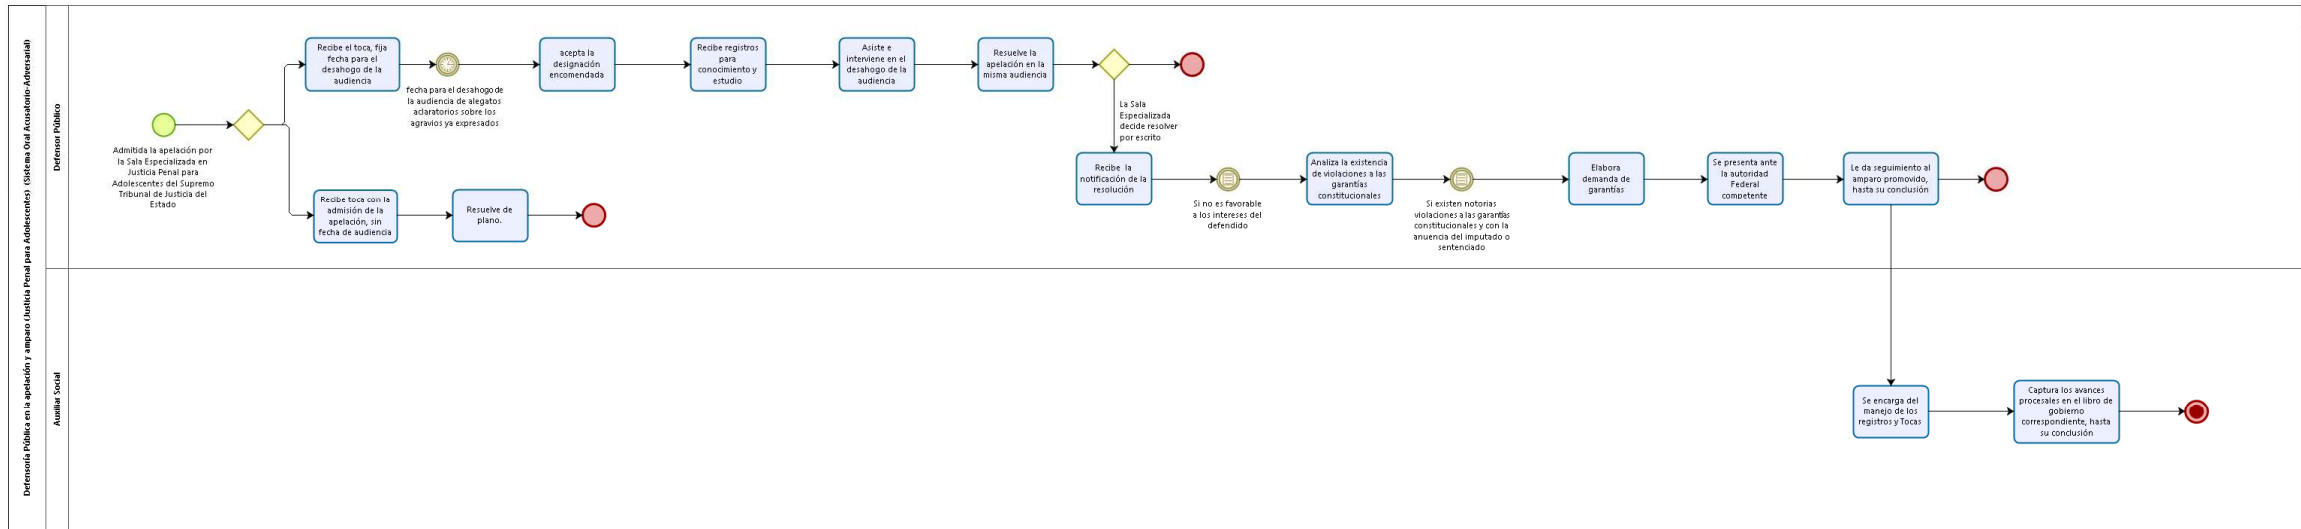 Defensoría Pública en la apelación y amparo (Justicia Penal para Adolescentes) (Sistema Oral Acusatorio-Adversarial)
Defensor Público
Admitida la apelación por
la Sala Especializada en
Justicia Penal para
Adolescentes del Supremo
Tribunal de Justicia del
Estado
Recibe el toca, fija
fecha para el
desahogo de la
audiencia
fecha para el desahogo de
la audiencia de alegatos
aclaratorios sobre los
agravios ya expresados
acepta la
designación
encomendada
Recibe registros
para
conocimiento y
estudio
Asiste e
interviene en el
desahogo de la
audiencia
Resuelve la
apelación en la
misma audiencia
La Sala
Especializada
decide resolver
por escrito
Recibe toca con la
admisión de la
apelación, sin
fecha de audiencia
Resuelve de
plano.
Recibe la
notificación de la
resolución
Si no es favorable
a los intereses del
defendido
Analiza la existencia
de violaciones a las
garantías
constitucionales
Si existen notorias
violaciones a las garantías
constitucionales y con la
anuencia del imputado o
sentenciado
Elabora
demanda de
garantías
Se presenta ante
la autoridad
Federal
competente
Le da seguimiento al
amparo promovido,
hasta su conclusión
Auxiliar Social
Se encarga del
manejo de los
registros y Tocas
Captura los avances
procesales en el libro de
gobierno
correspondiente, hasta
su conclusión